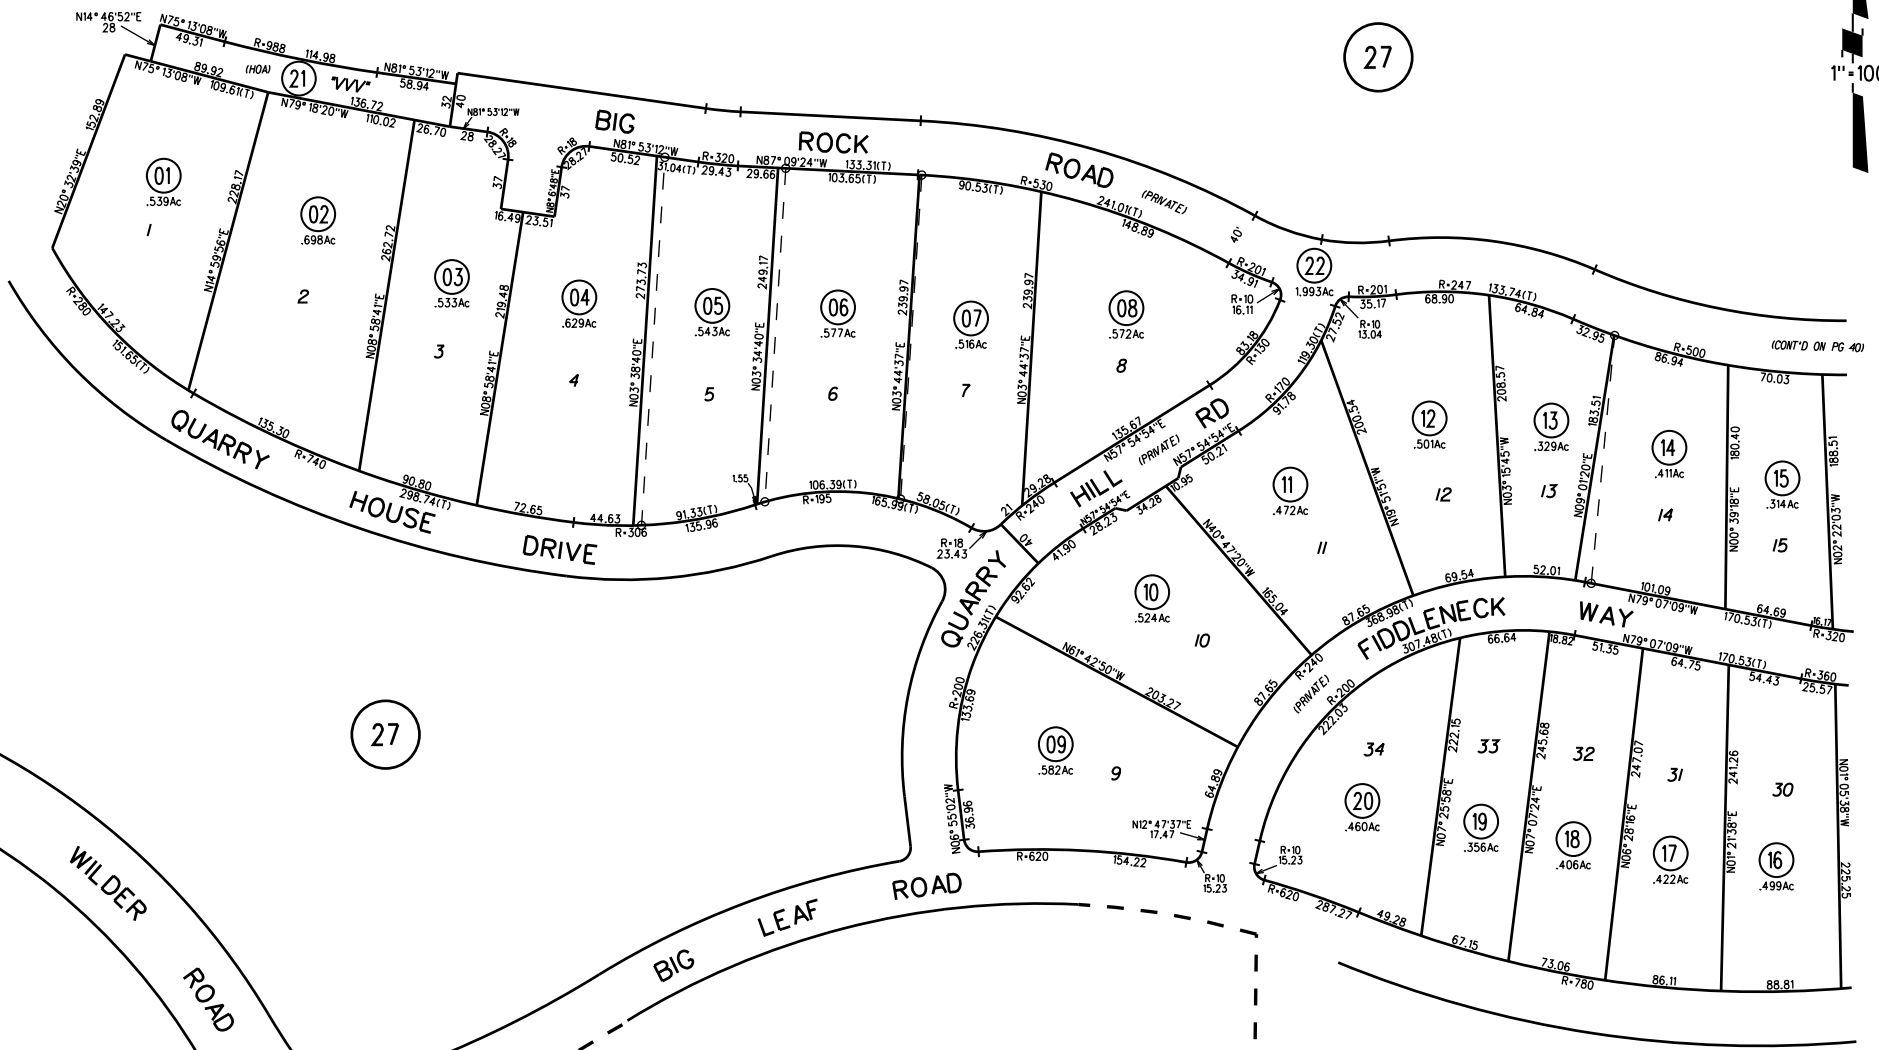 N14°46'52"E
28
N75°13'08"W
49.31
R=988
114.98
N81°53'12"W
58.94
N75°13'08"W
89.92
109.61(T)
(HOA)
21
"VVV"
136.72
N79°18'20"W
110.02
26.70
32
40
N81°53'12"W
28
R=18
28.27
37
16.49
23.51
N8°6'48"E
37
R=18
28.27
N81°53'12"W
50.52
31.04(T)
R=320
29.43
N87°09'24"W
29.66
133.31(T)
103.65(T)
90.53(T)
R=530
241.01(T)
148.89
BIG
ROCK
ROAD
(PRIVATE)
40'
27
1"=100
R=201
34.91
R=10
16.11
22
1.993Ac
R=201
35.17
R=10
13.04
R=247
68.90
133.74(T)
64.84
32.95
R=500
86.94
70.03
(CONT'D ON PG 40)
N20°32'39"E
152.89
01
.539Ac
1
N14°59'56"E
228.17
02
.698Ac
2
N08°58'41"E
262.72
03
.533Ac
3
N08°58'41"E
219.48
04
.629Ac
4
N03°38'40"E
273.73
05
.543Ac
5
N03°34'40"E
249.17
06
.577Ac
6
N03°44'37"E
239.97
07
.516Ac
7
N03°44'37"E
239.97
08
.572Ac
8
83.18
R=130
119.30(T)
27.52
R=170
91.78
135.67
N57°54'54"E
(PRIVATE)
N57°54'54"E
50.21
QUARRY
HILL
RD
29.28
R=240
21
40
10.95
34.28
N57°54'54"E
28.23
41.90
92.62
226.31(T)
R=280
147.23
151.65(T)
135.30
R=740
90.80
298.74(T)
72.65
44.63
R=306
91.33(T)
135.96
1.55
106.39(T)
R=195
165.99(T)
58.05(T)
R=18
23.43
QUARRY
HOUSE
DRIVE
11
.472Ac
11
N19°51'51"W
200.54
12
.501Ac
12
N03°15'45"W
208.57
13
.329Ac
13
N09°01'20"E
183.51
14
.411Ac
14
N00°39'18"E
180.40
15
.314Ac
15
N02°22'03"W
188.51
N40°47'20"W
165.04
10
.524Ac
10
N61°42'50"W
203.27
09
.582Ac
9
R=200
133.69
N06°55'02"W
36.96
R=620
154.22
N12°47'37"E
17.47
R=10
15.23
64.89
87.65
R=240
87.65
368.98(T)
69.54
52.01
101.09
N79°07'09"W
170.53(T)
64.69
16.17
R=320
FIDDLENECK
WAY
(PRIVATE)
R=200
222.03
307.48(T)
66.64
18.82
51.35
N79°07'09"W
64.75
170.53(T)
54.43
R=360
25.57
R=10
15.23
R=620
287.27
49.28
67.15
73.06
R=780
86.11
88.81
34
20
.460Ac
N07°25'58"E
222.15
33
19
.356Ac
N07°07'24"E
245.68
32
18
.406Ac
N06°28'16"E
247.07
31
17
.422Ac
N01°21'38"E
241.26
30
16
.499Ac
N01°05'38"W
225.25
27
WILDER
ROAD
BIG
LEAF
ROAD